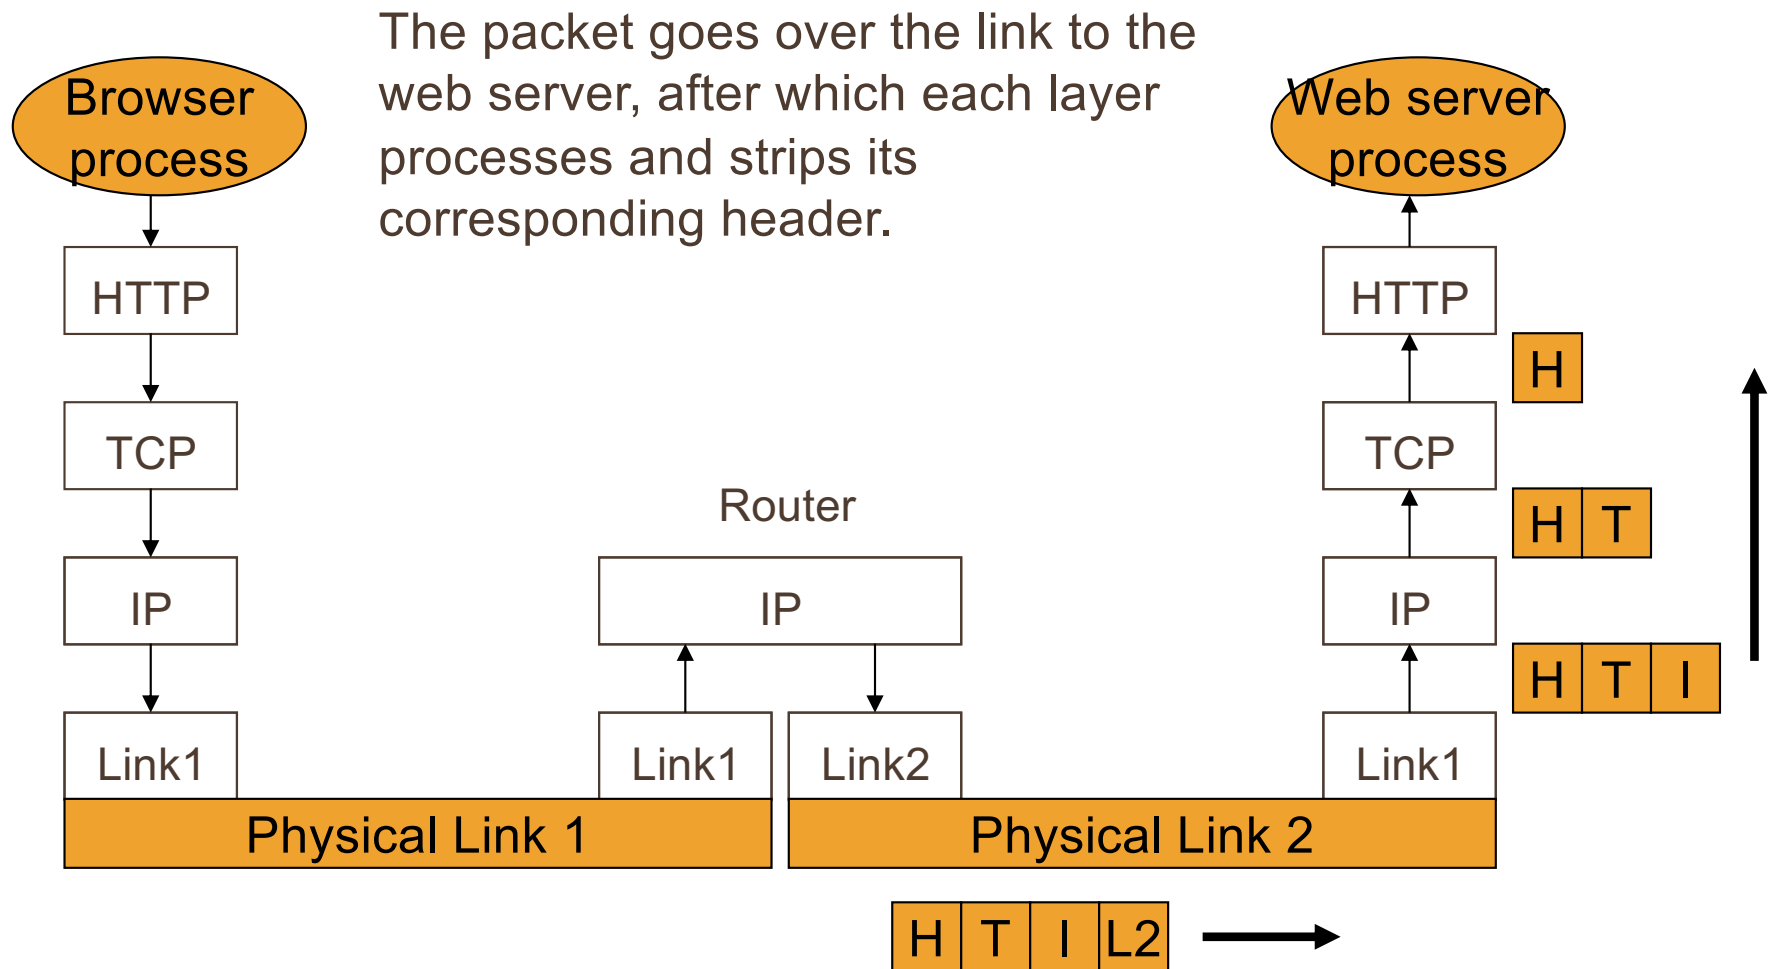 The packet goes over the link to the
web server, after which each layer
processes and strips its
corresponding header.
Browser
process
HTTP
TCP
IP
Link1
Router
IP
Link1
Link2
Web server
process
HTTP
H
TCP
H T
IP
H T I
Link1
Physical Link 1
Physical Link 2
H T I L2